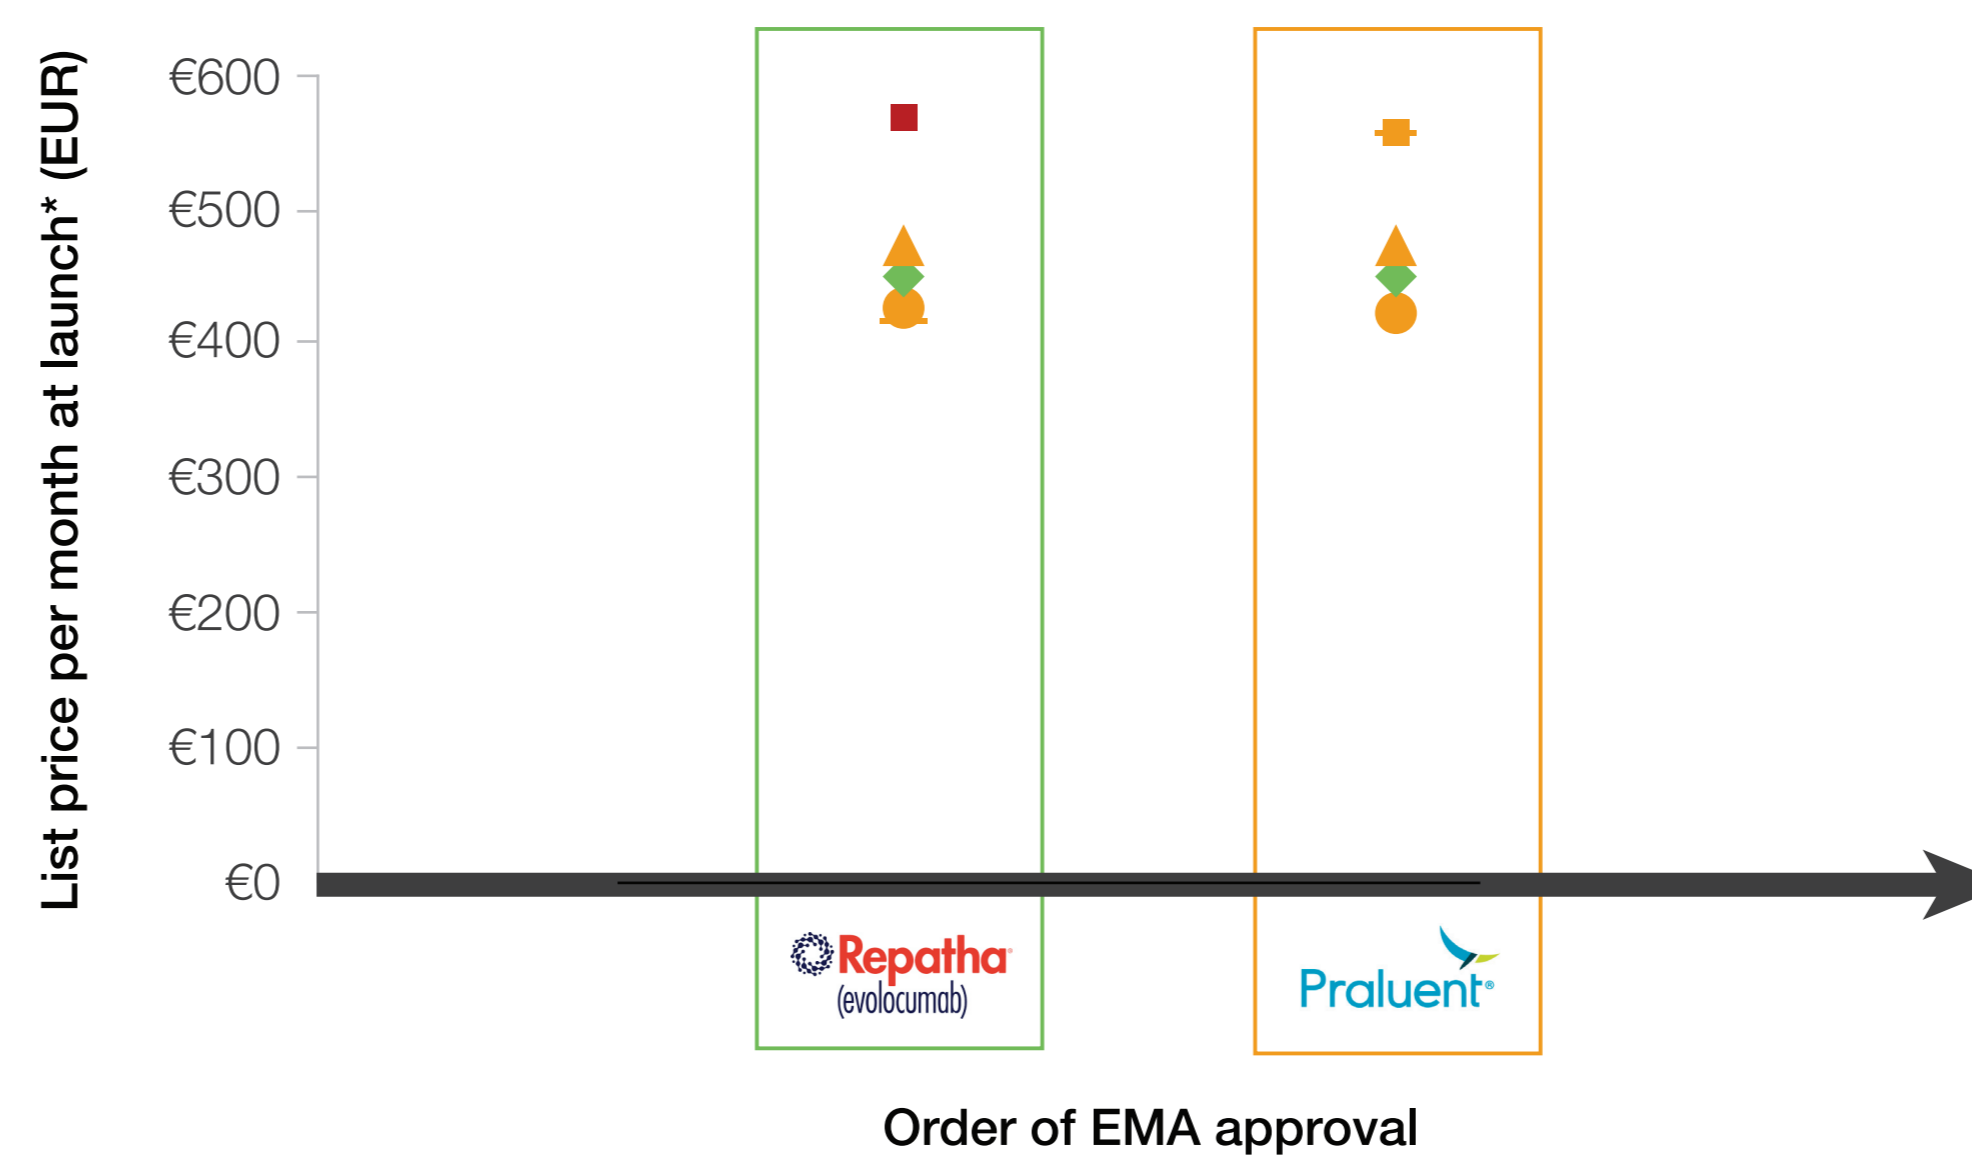 List price per month at launch* (EUR)
€600
€500
€400
€300
€200
€100
€0
Repatha®
(evolocumab)
Praluent®
Order of EMA approval